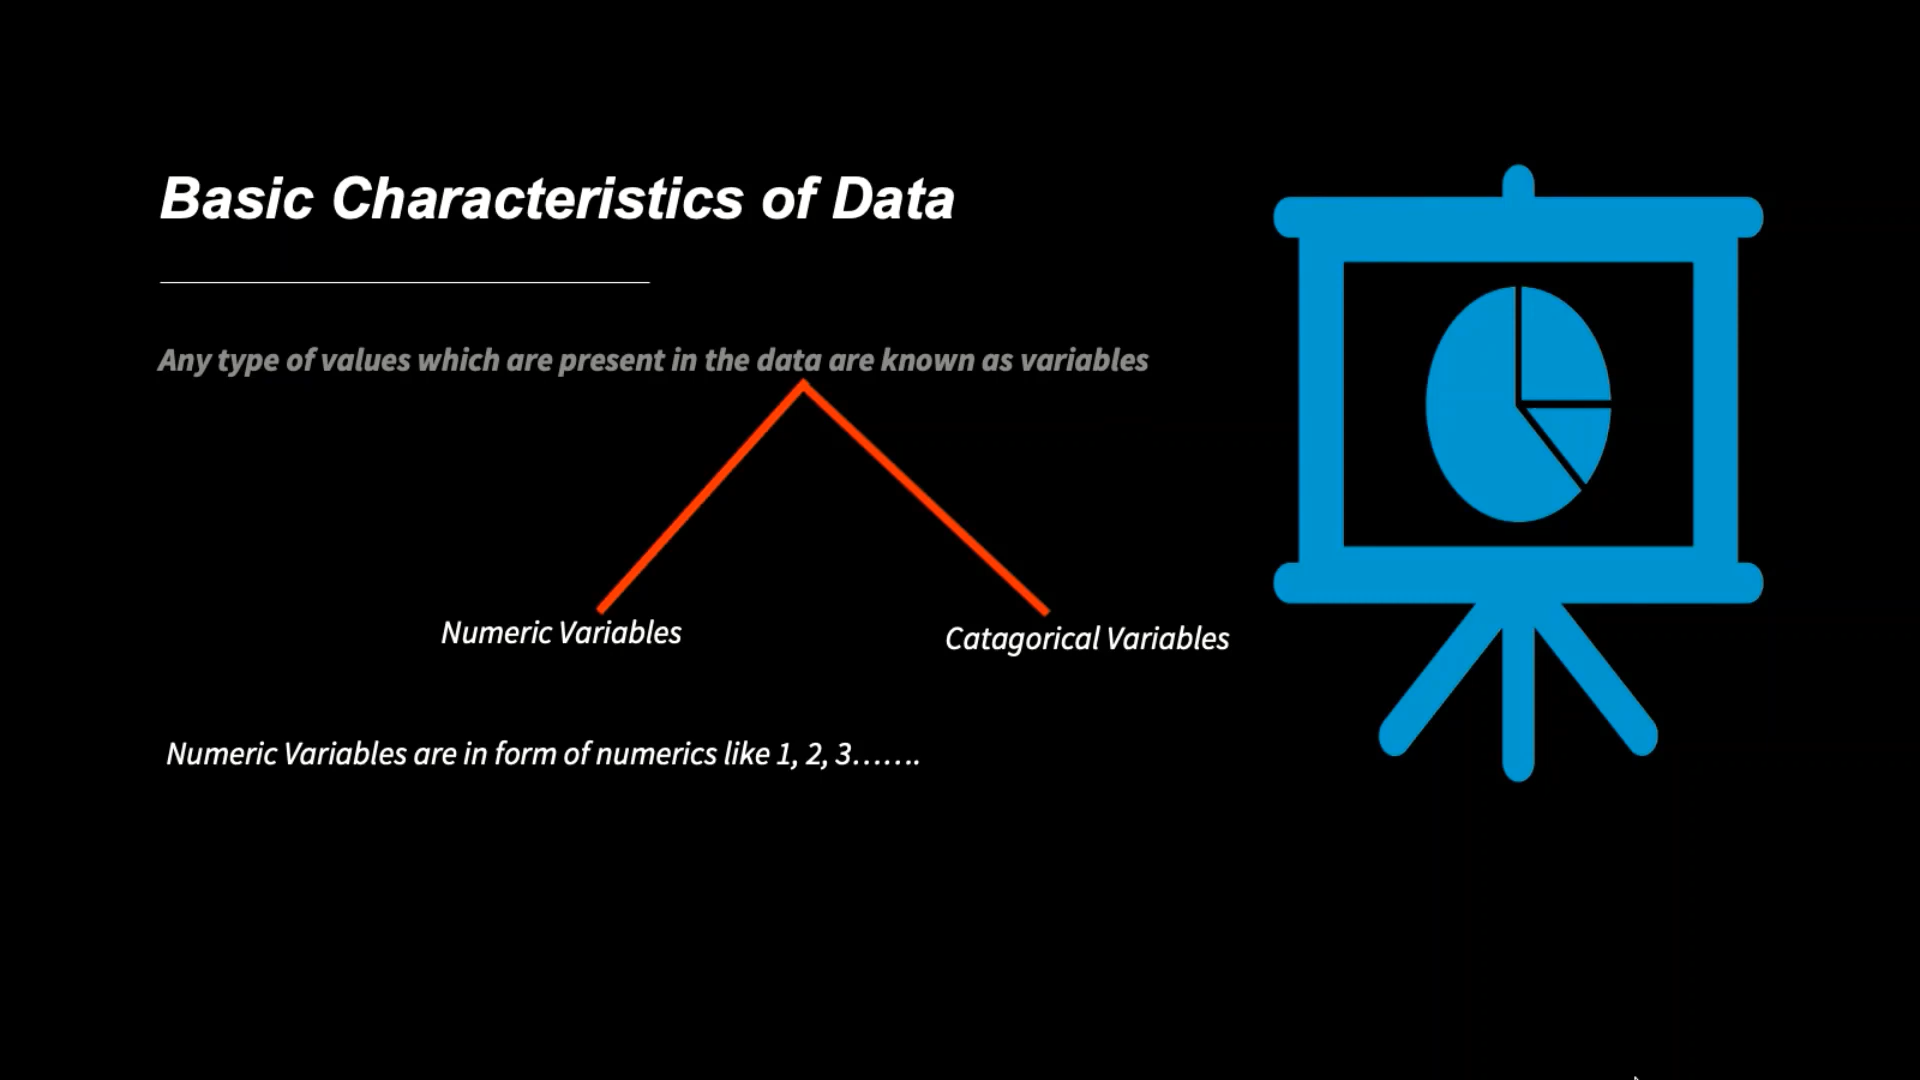 Basic Characteristics of Data
Any type of values which are present in the data are known as variables
Numeric Variables
Catagorical Variables
Numeric Variables are in form of numerics like 1, 2, 3.......